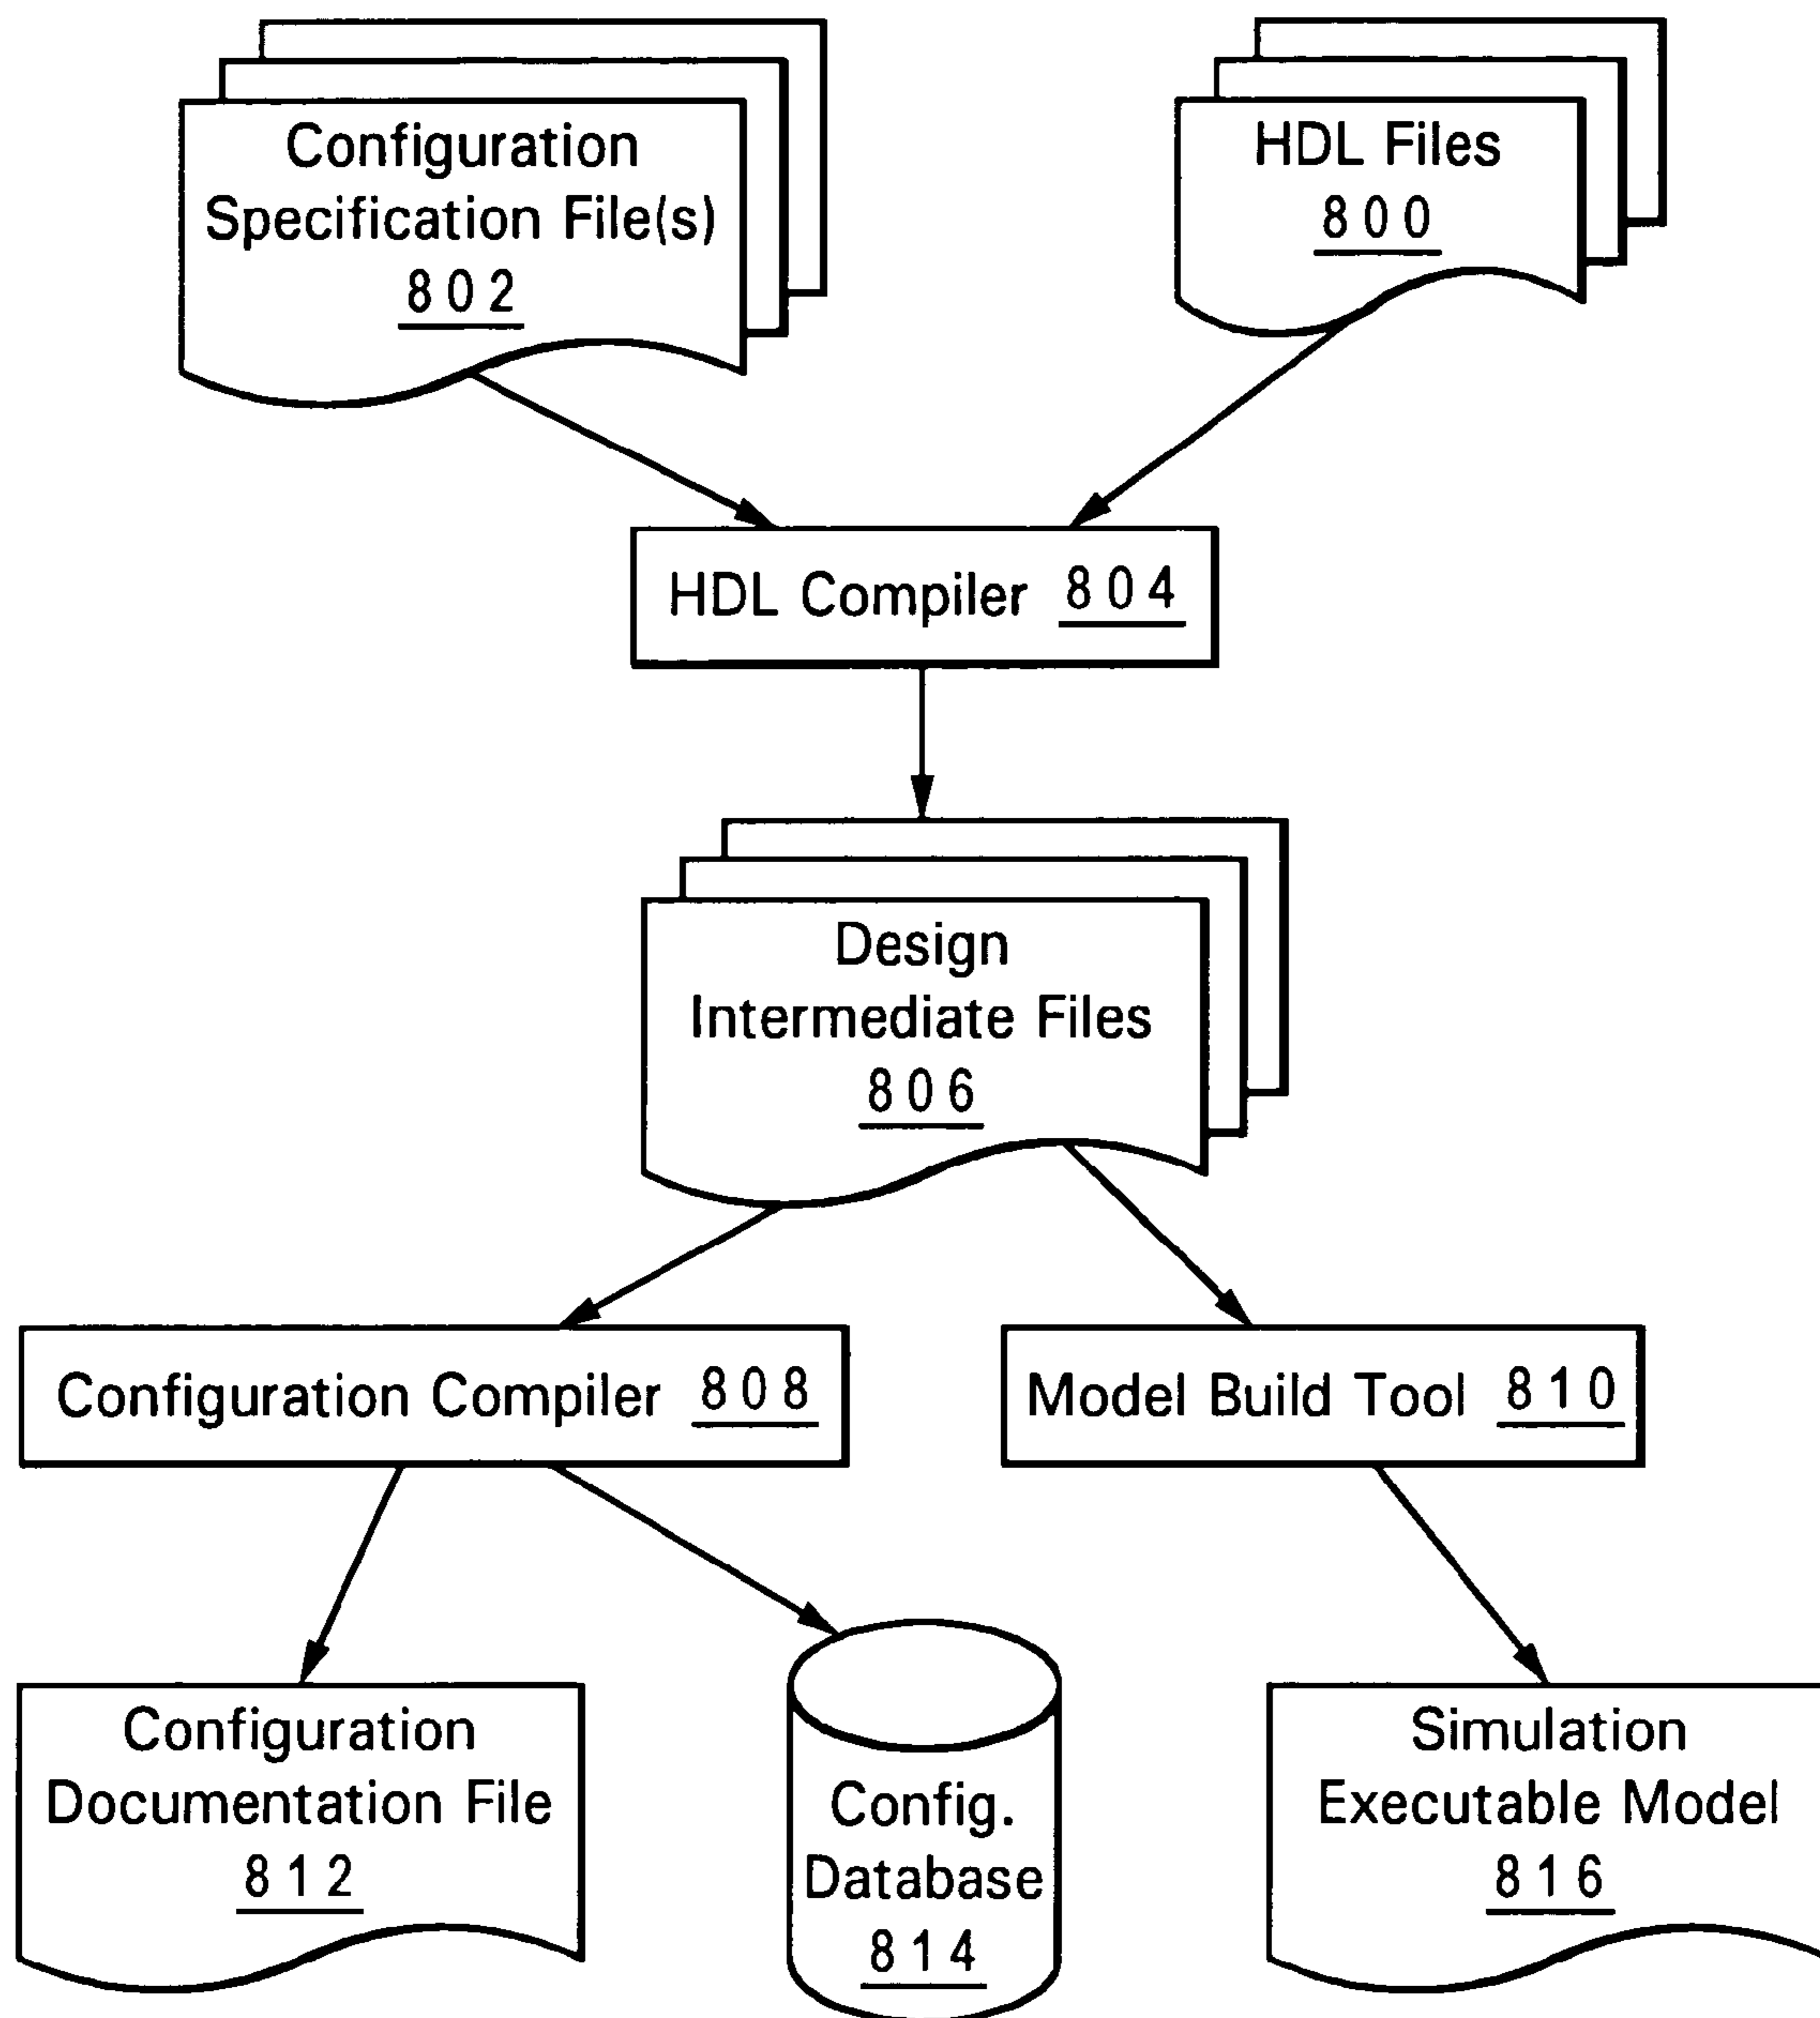 Configuration
Specification File(s)
802
HDL Files
800
HDL Compiler 804
Design
Intermediate Files
806
Configuration Compiler 808
Model Build Tool 810
Configuration
Documentation File
812
Config.
Database
814
Simulation
Executable Model
816